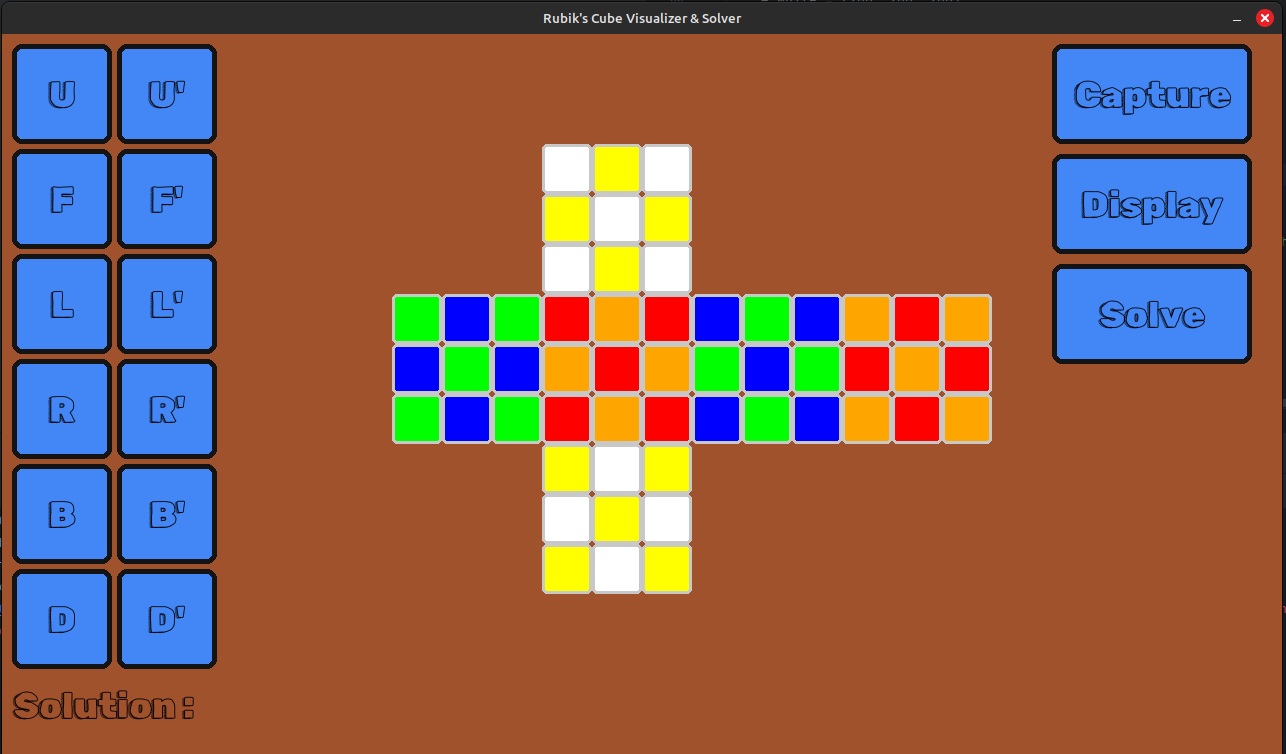 Rubik's Cube Visualizer & Solver
U U'
Capture
F F'
Display
L L'
Solve
R R'
B B'
D D'
Solution: